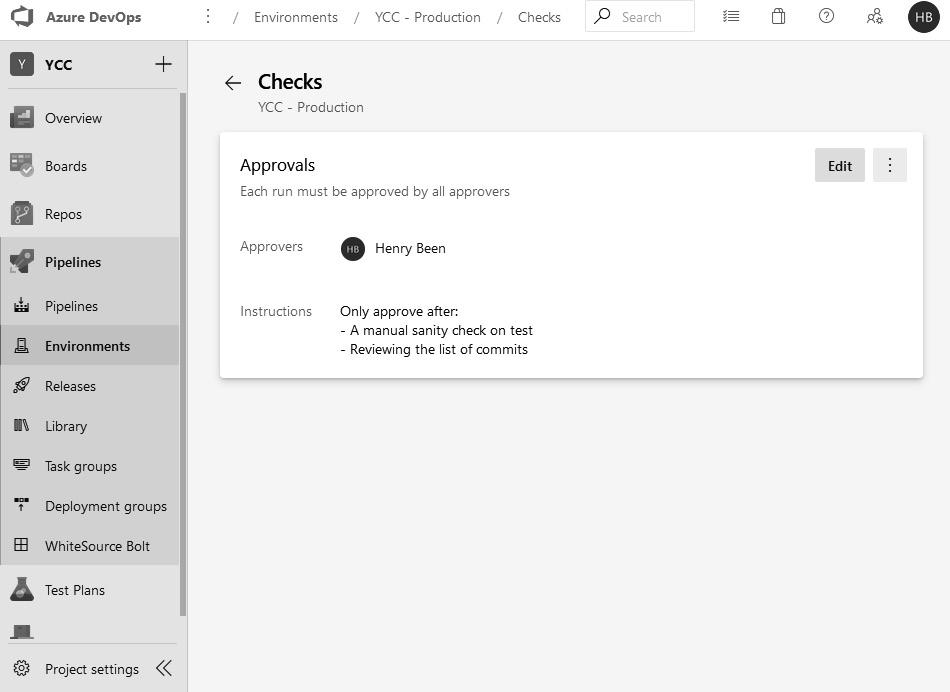 Azure DevOps / Environments / YCC - Production / Checks Search HB
Y YCC
Overview
Boards
Repos
Pipelines
Pipelines
Environments
Releases
Library
Task groups
Deployment groups
WhiteSource Bolt
Test Plans
Project settings
Checks
YCC - Production
Approvals
Edit
Each run must be approved by all approvers
Approvers HB Henry Been
Instructions Only approve after:
- A manual sanity check on test
- Reviewing the list of commits